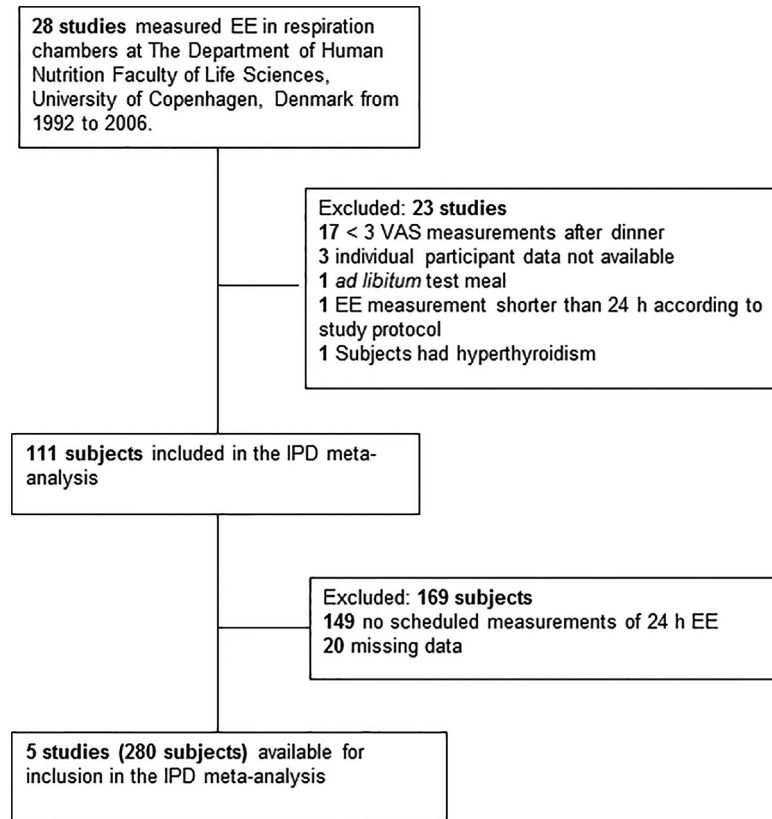 28 studies measured EE in respiration
chambers at The Department of Human
Nutrition Faculty of Life Sciences,
University of Copenhagen, Denmark from
1992 to 2006.
Excluded: 23 studies
17 < 3 VAS measurements after dinner
3 individual participant data not available
1 ad libitum test meal
1 EE measurement shorter than 24 h according to
study protocol
1 Subjects had hyperthyroidism
111 subjects included in the IPD meta-
analysis
Excluded: 169 subjects
149 no scheduled measurements of 24 h EE
20 missing data
5 studies (280 subjects) available for
inclusion in the IPD meta-analysis